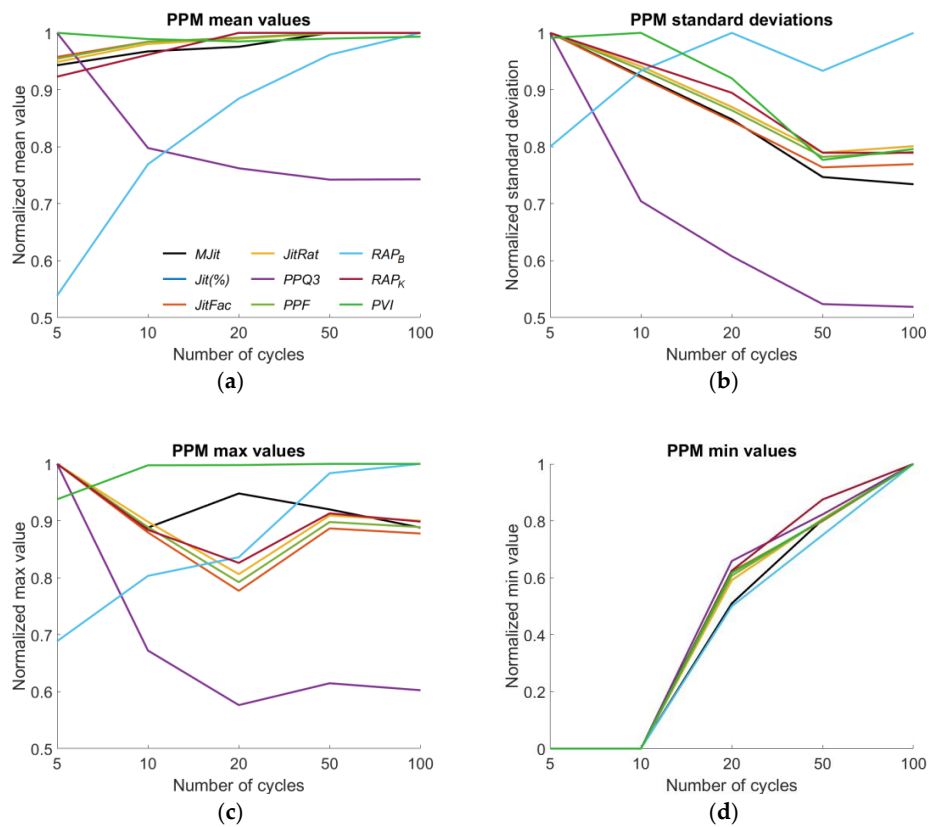 PPM mean values
Normalized mean value
1
0.9
0.8
0.7
0.6
0.5
MJit
JitRat
RAP_B
Jit(%)
PPQ3
RAP_K
JitFac
PPF
PVI
5 10 20 50 100
Number of cycles
(a)
PPM standard deviations
Normalized standard deviation
1
0.9
0.8
0.7
0.6
0.5
5 10 20 50 100
Number of cycles
(b)
PPM max values
Normalized max value
1
0.9
0.8
0.7
0.6
0.5
5 10 20 50 100
Number of cycles
(c)
PPM min values
Normalized min value
1
0.8
0.6
0.4
0.2
0
5 10 20 50 100
Number of cycles
(d)